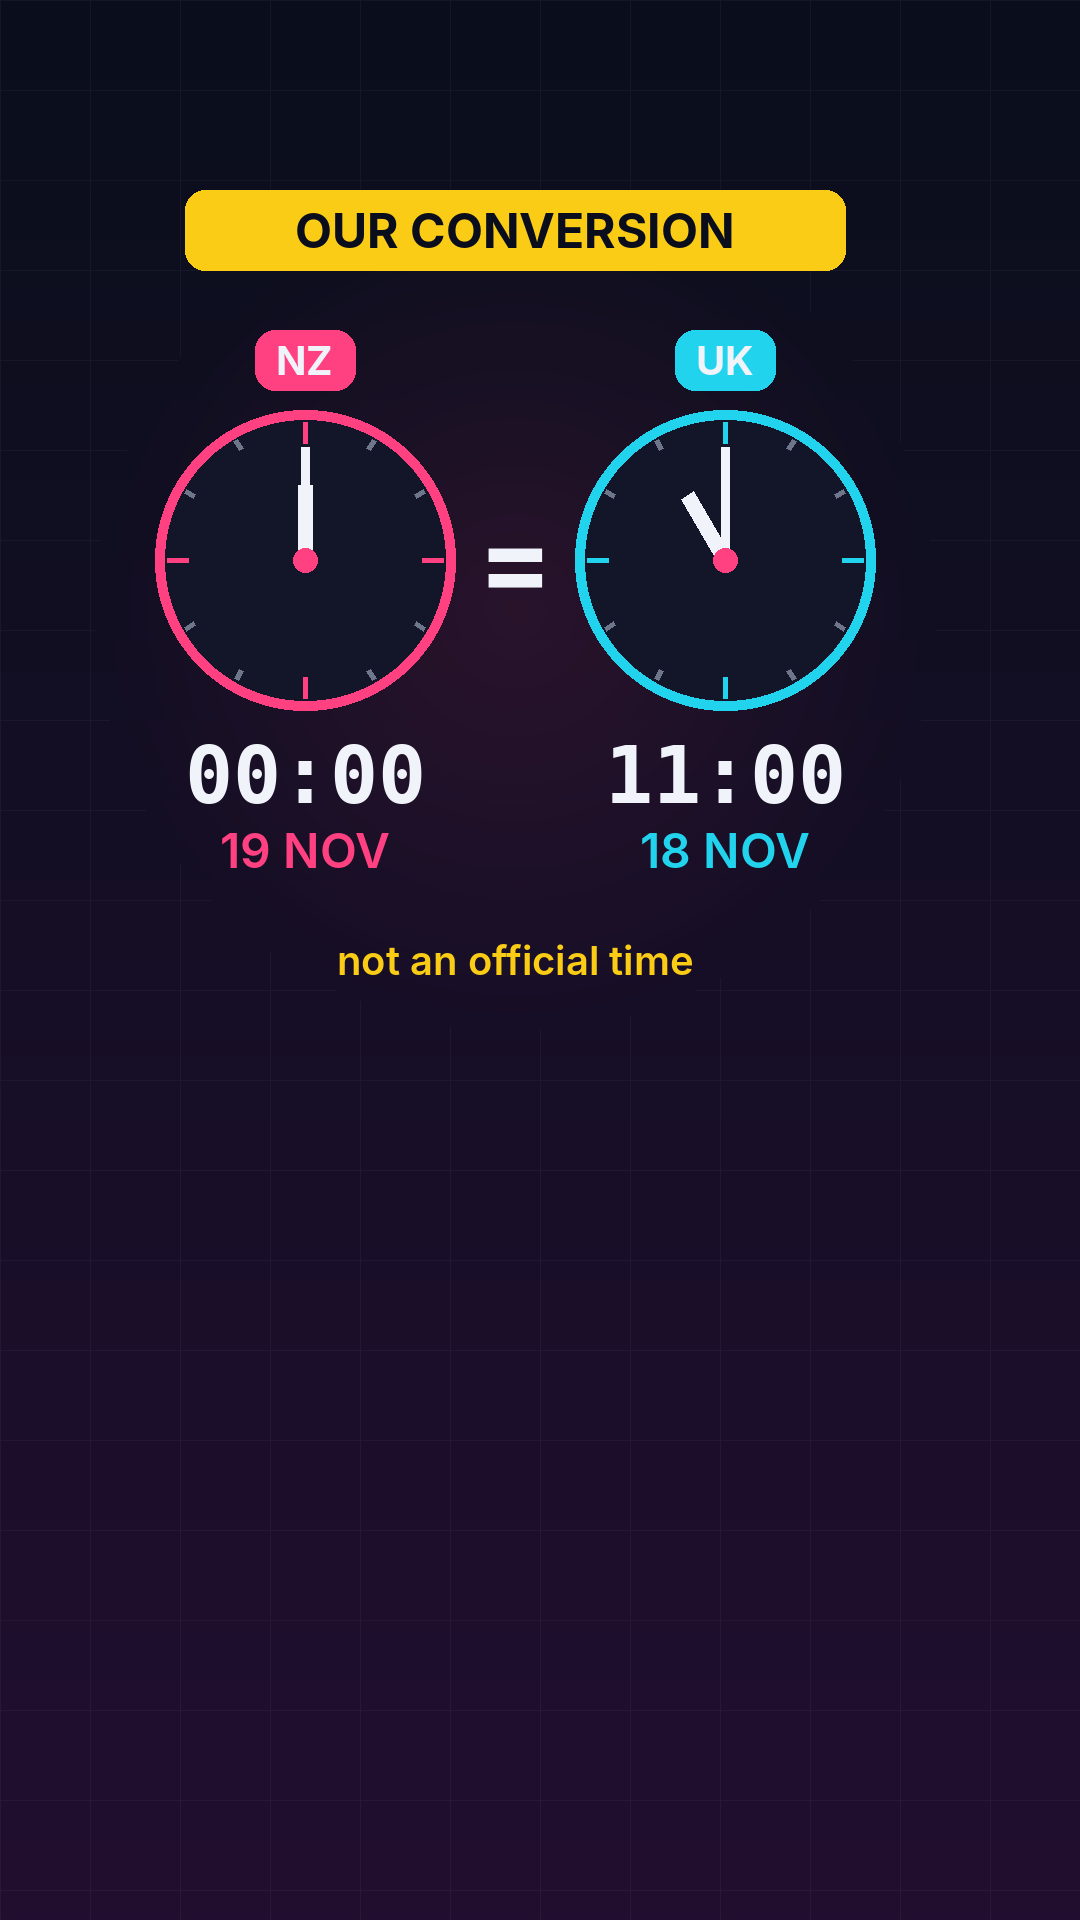 OUR CONVERSION
NZ
UK
=
00:00
11:00
19 NOV
18 NOV
not an official time